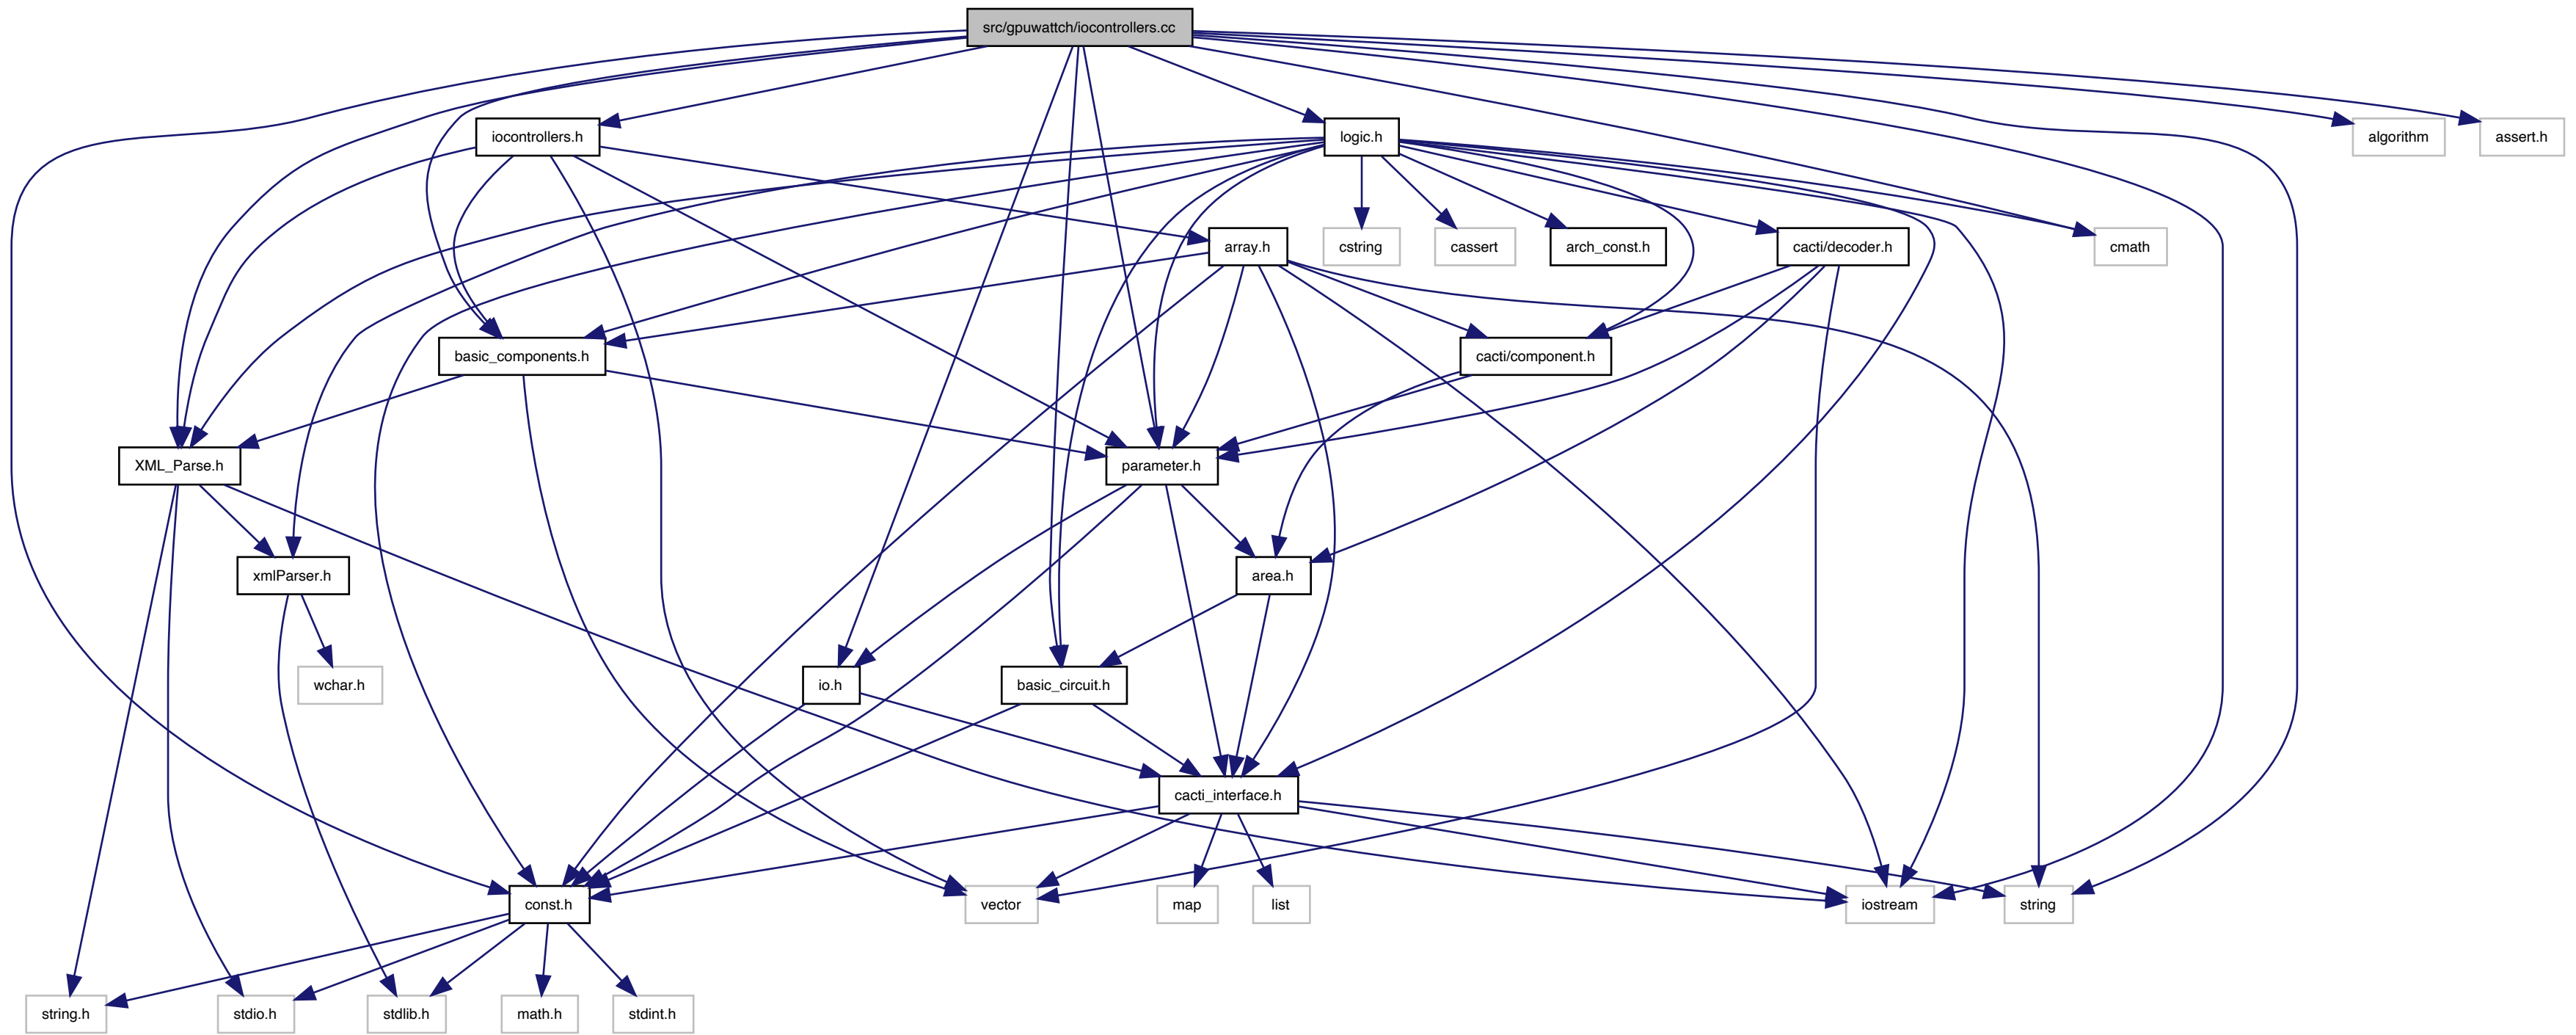 src/gpuwattch/iocontrollers.cc
iocontrollers.h
logic.h
algorithm
assert.h
array.h
cstring
cassert
arch_const.h
cacti/decoder.h
cmath
basic_components.h
cacti/component.h
XML_Parse.h
parameter.h
xmlParser.h
area.h
wchar.h
io.h
basic_circuit.h
cacti_interface.h
const.h
vector
map
list
iostream
string
string.h
stdio.h
stdlib.h
math.h
stdint.h